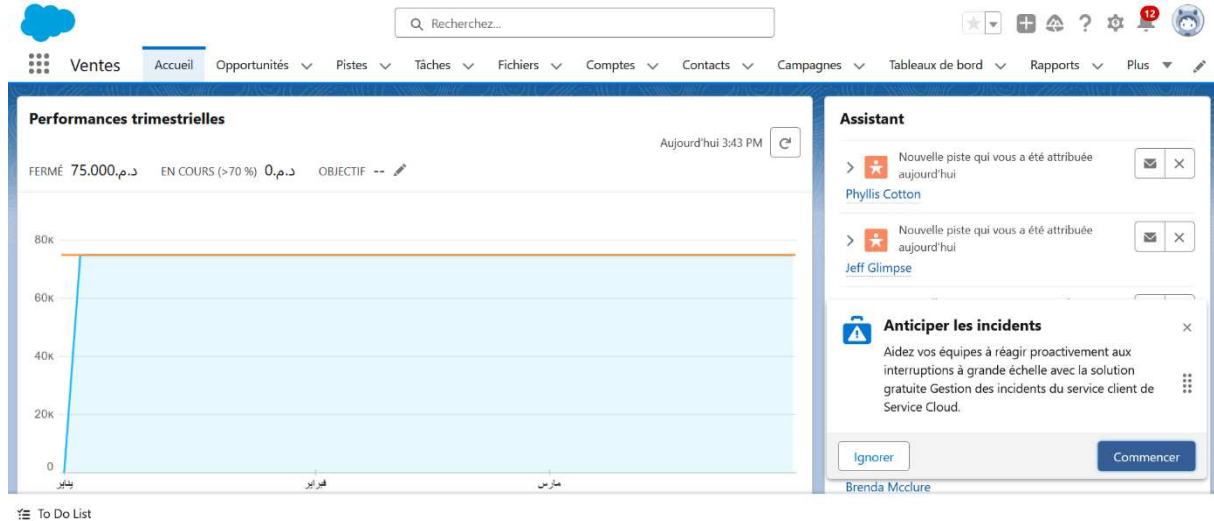 Recherchez...
12
Ventes Accueil Opportunités Pistes Tâches Fichiers Comptes Contacts Campagnes Tableaux de bord Rapports Plus
Performances trimestrielles
Aujourd'hui 3:43 PM
FERMÉ د.م.75.000 EN COURS (>70 %) د.م.0 OBJECTIF --
80K
60K
40K
20K
0
يناير
فبراير
مارس
Assistant
Nouvelle piste qui vous a été attribuée
aujourd'hui
Phyllis Cotton
Nouvelle piste qui vous a été attribuée
aujourd'hui
Jeff Glimpse
Anticiper les incidents
Aidez vos équipes à réagir proactivement aux
interruptions à grande échelle avec la solution
gratuite Gestion des incidents du service client de
Service Cloud.
Ignorer
Commencer
Brenda Mcclure
To Do List